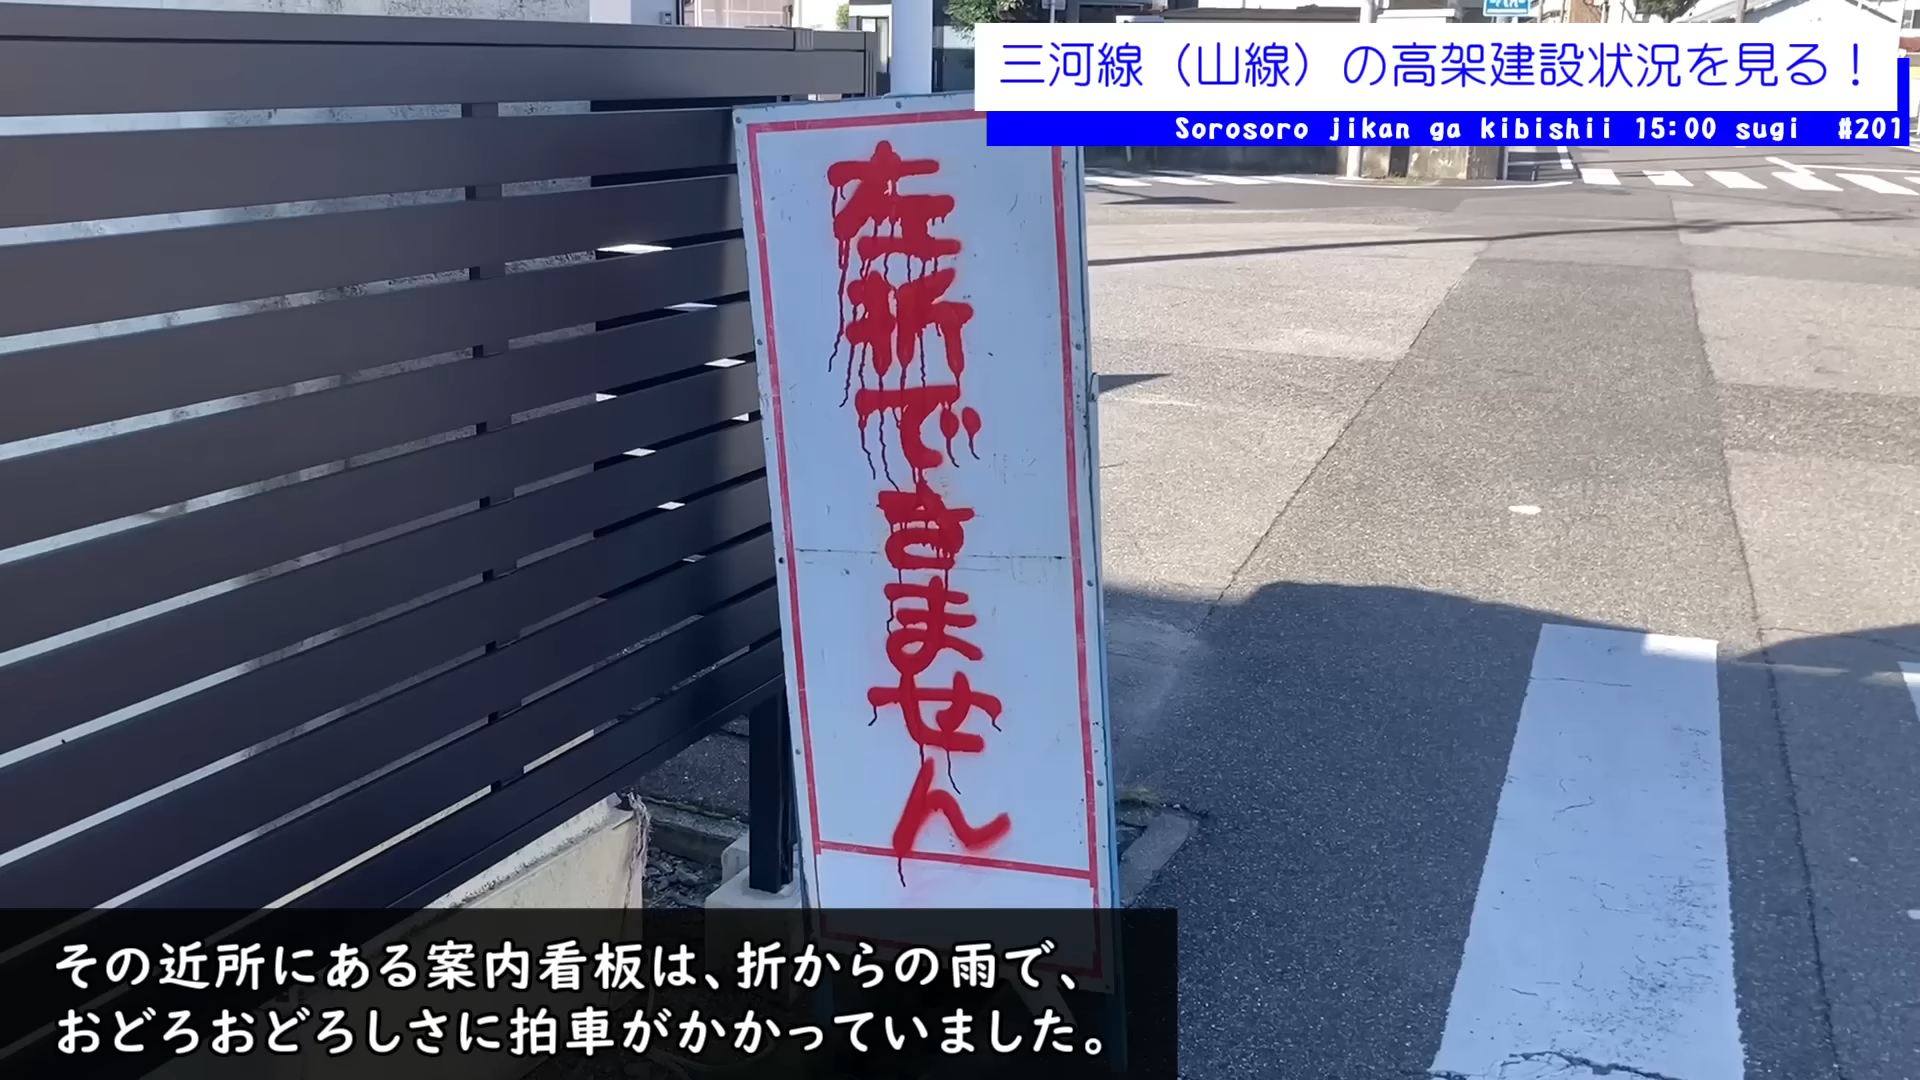 三河線（山線）の高架建設状況を見る！
Sorosoro jikan ga kibishii 15:00 sugi #201
左折できません
その近所にある案内看板は、折からの雨で、
おどろおどろしさに拍車がかかっていました。